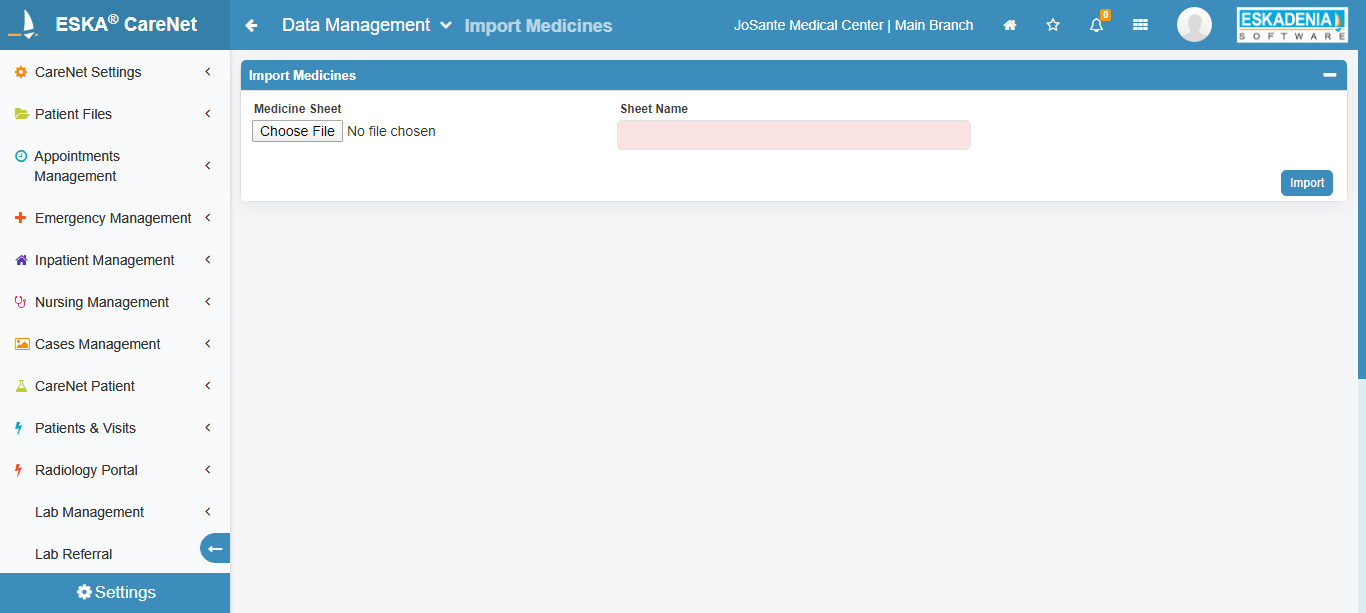 ESKA® CareNet
Data Management Import Medicines
JoSante Medical Center | Main Branch
0
ESKADENIA
SOFTWARE
CareNet Settings
Patient Files
Appointments
Management
Emergency Management
Inpatient Management
Nursing Management
Cases Management
CareNet Patient
Patients & Visits
Radiology Portal
Lab Management
Lab Referral
Settings
Import Medicines
Medicine Sheet
Choose File No file chosen
Sheet Name
Import